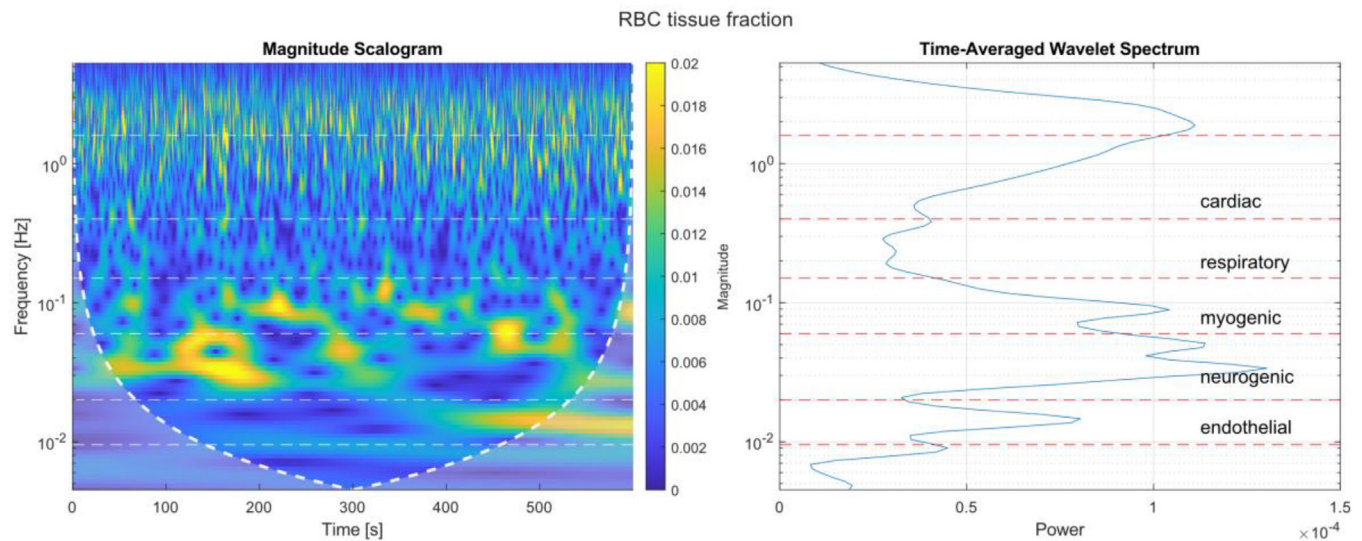 RBC tissue fraction
Magnitude Scalogram
Frequency [Hz]
10^0
10^-1
10^-2
0 100 200 300 400 500
Time [s]
0.02
0.018
0.016
0.014
0.012
0.010
0.008
0.006
0.004
0.002
0
Magnitude
Time-Averaged Wavelet Spectrum
10^0
10^-1
10^-2
cardiac
respiratory
myogenic
neurogenic
endothelial
0 0.5 1 1.5
Power
×10^-4